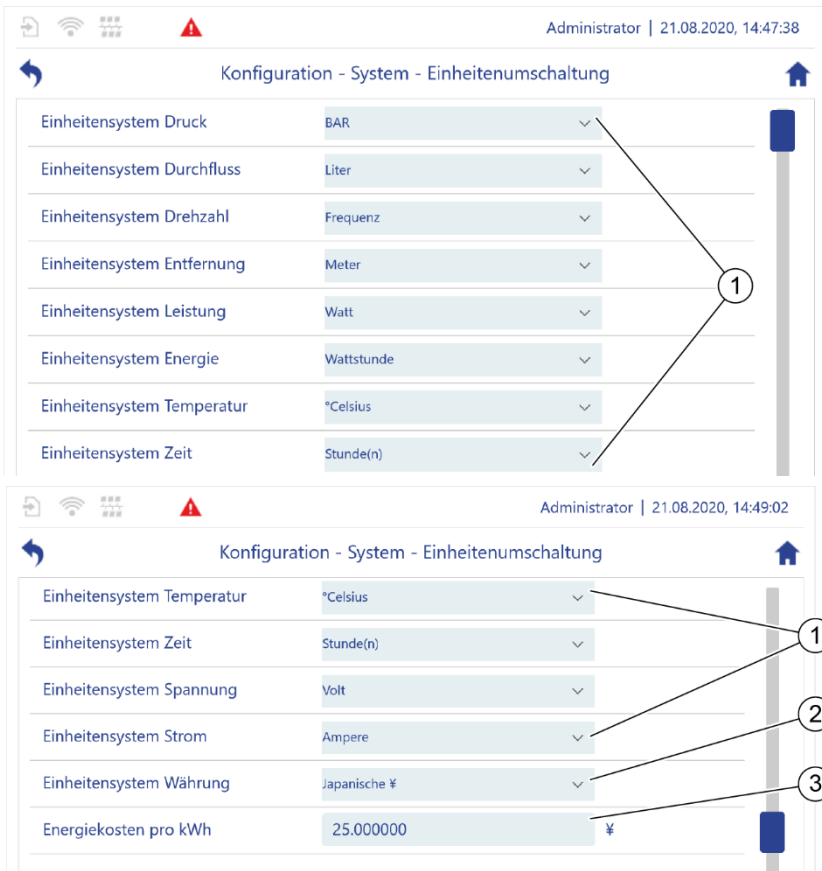 Administrator | 21.08.2020, 14:47:38
Konfiguration - System - Einheitenumschaltung
Einheitensystem Druck BAR
Einheitensystem Durchfluss Liter
Einheitensystem Drehzahl Frequenz
Einheitensystem Entfernung Meter
1
Einheitensystem Leistung Watt
Einheitensystem Energie Wattstunde
Einheitensystem Temperatur °Celsius
Einheitensystem Zeit Stunde(n)
Administrator | 21.08.2020, 14:49:02
Konfiguration - System - Einheitenumschaltung
Einheitensystem Temperatur °Celsius
Einheitensystem Zeit Stunde(n) 1
Einheitensystem Spannung Volt
Einheitensystem Strom Ampere 2
Einheitensystem Währung Japanische ¥ 3
Energiekosten pro kWh 25.000000 ¥